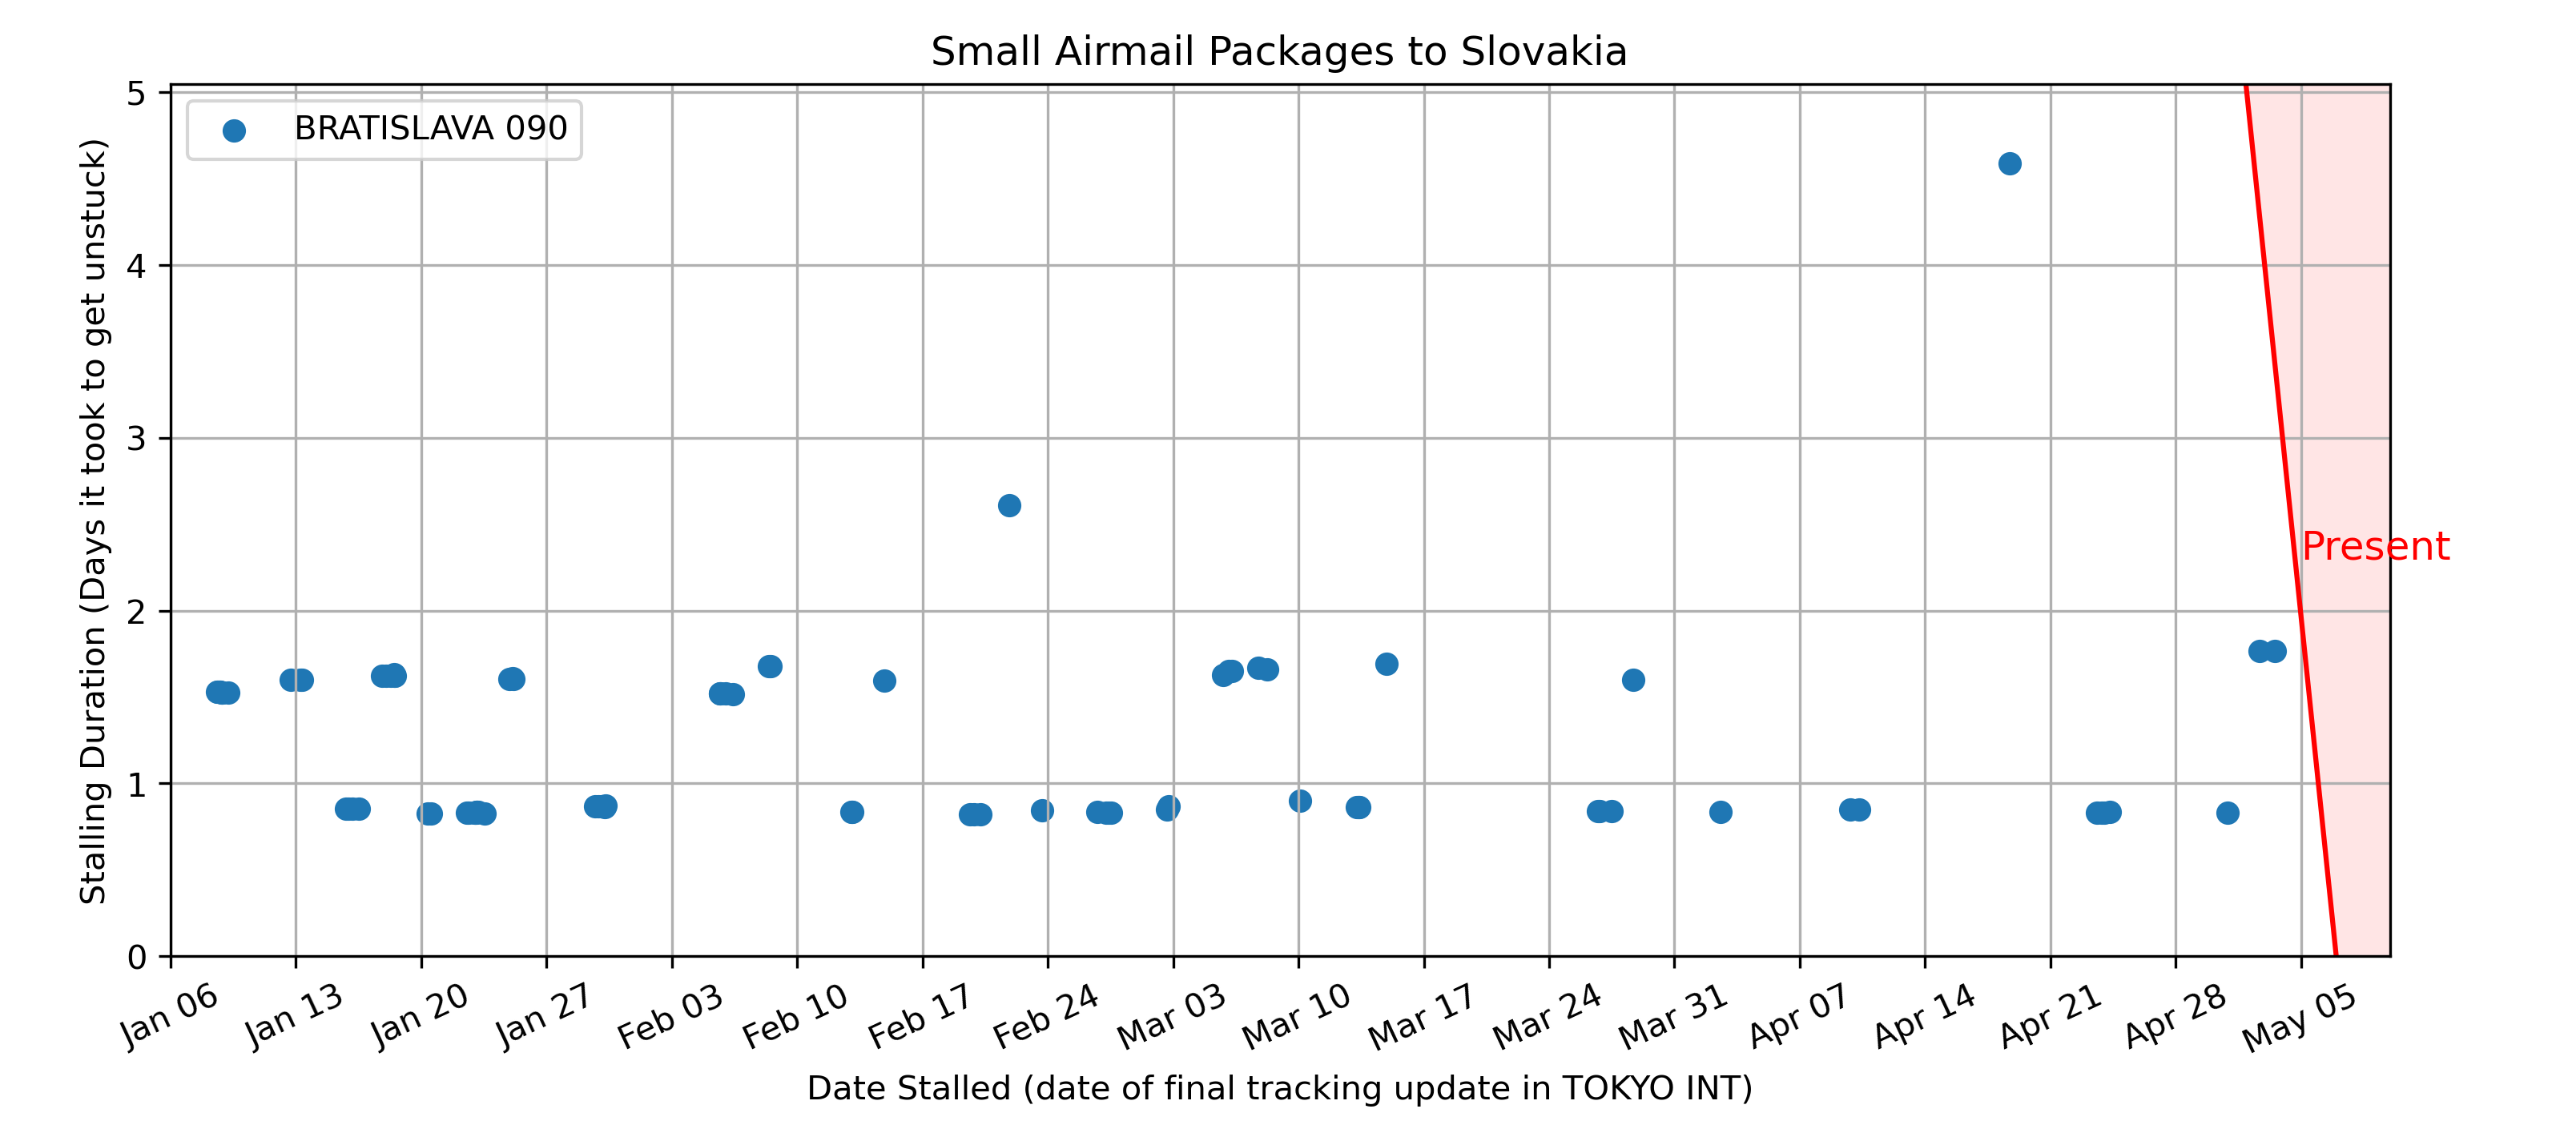 Small Airmail Packages to Slovakia
BRATISLAVA 090
Stalling Duration (Days it took to get unstuck)
5
4
3
2
1
0
Present
Jan 06
Jan 13
Jan 20
Jan 27
Feb 03
Feb 10
Feb 17
Feb 24
Mar 03
Mar 10
Mar 17
Mar 24
Mar 31
Apr 07
Apr 14
Apr 21
Apr 28
May 05
Date Stalled (date of final tracking update in TOKYO INT)